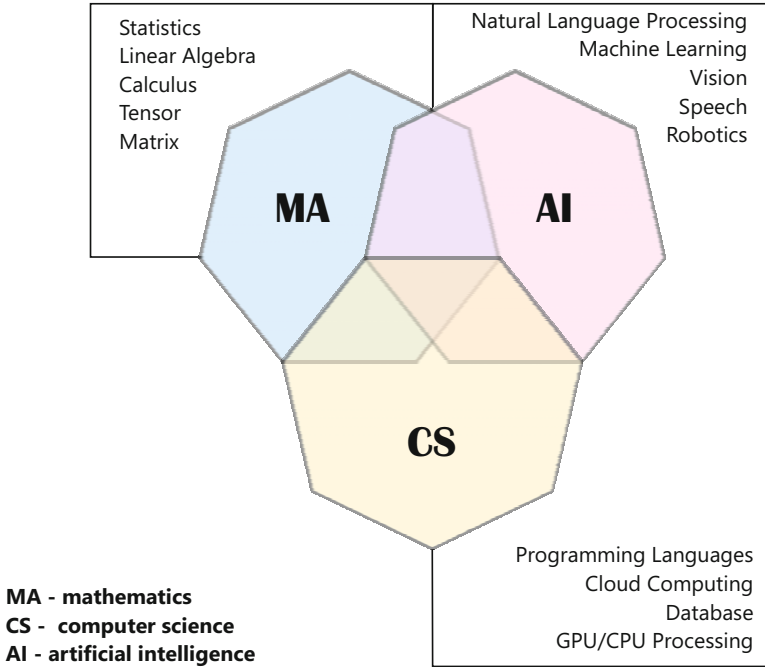 Statistics
Linear Algebra
Calculus
Tensor
Matrix
Natural Language Processing
Machine Learning
Vision
Speech
Robotics
MA
AI
CS
Programming Languages
Cloud Computing
Database
GPU/CPU Processing
MA - mathematics
CS - computer science
AI - artificial intelligence